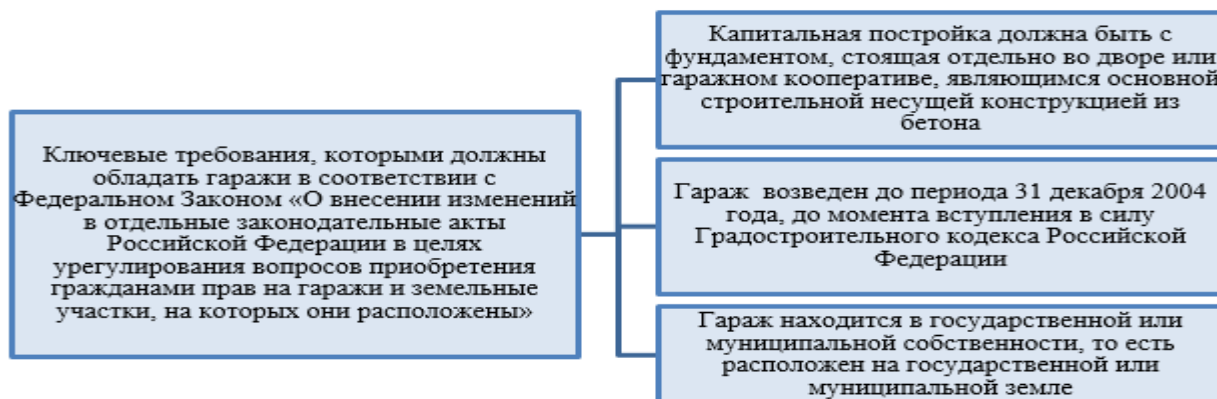 Ключевые требования, которыми должны
обладать гаражи в соответствии с
Федеральном Законом «О внесении изменений
в отдельные законодательные акты
Российской Федерации в целях
урегулирования вопросов приобретения
гражданами прав на гаражи и земельные
участки, на которых они расположены»
Капитальная постройка должна быть с
фундаментом, стоящая отдельно во дворе или
гаражном кооперативе, являющимся основной
строительной несущей конструкцией из
бетона
Гараж возведен до периода 31 декабря 2004
года, до момента вступления в силу
Градостроительного кодекса Российской
Федерации
Гараж находится в государственной или
муниципальной собственности, то есть
расположен на государственной или
муниципальной земле